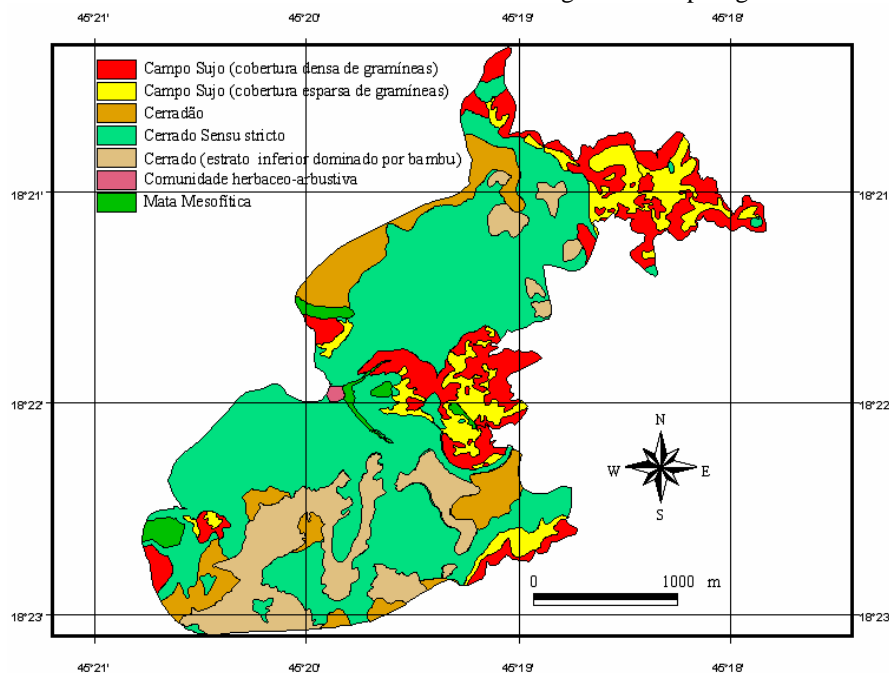 45°21' 45°20' 45°19' 45°18'
Campo Sujo (cobertura densa de gramíneas)
Campo Sujo (cobertura esparsa de gramíneas)
Cerradão
Cerrado Sensu stricto
Cerrado (estrato inferior dominado por bambu)
Comunidade herbaceo-arbustiva
Mata Mesofítica
18°21' 18°21'
18°22' 18°22'
N
W E
S
0 1000 m
18°23' 18°23'
45°21' 45°20' 45°19' 45°18'